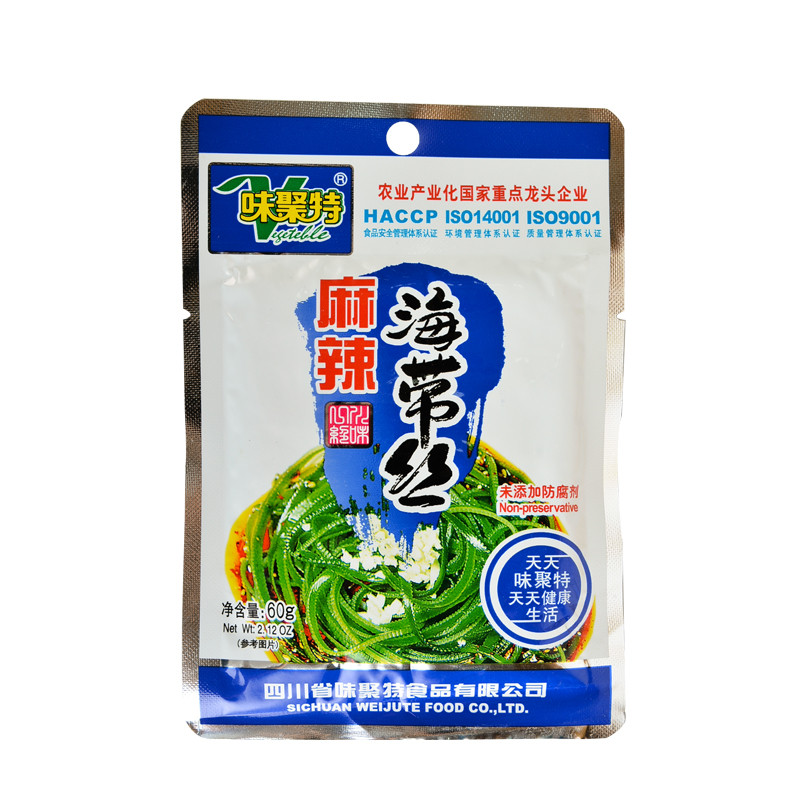 味聚特®
Vegetable
农业产业化国家重点龙头企业
HACCP ISO14001 ISO9001
食品安全管理体系认证 环境管理体系认证 质量管理体系认证
麻辣
海带丝
未添加防腐剂
Non-preservative
天天
味聚特
天天健康
生活
净含量:60g
Net Wt: 2.12 OZ
(参考图片)
四川省味聚特食品有限公司
SICHUAN WEIJUTE FOOD CO.,LTD.